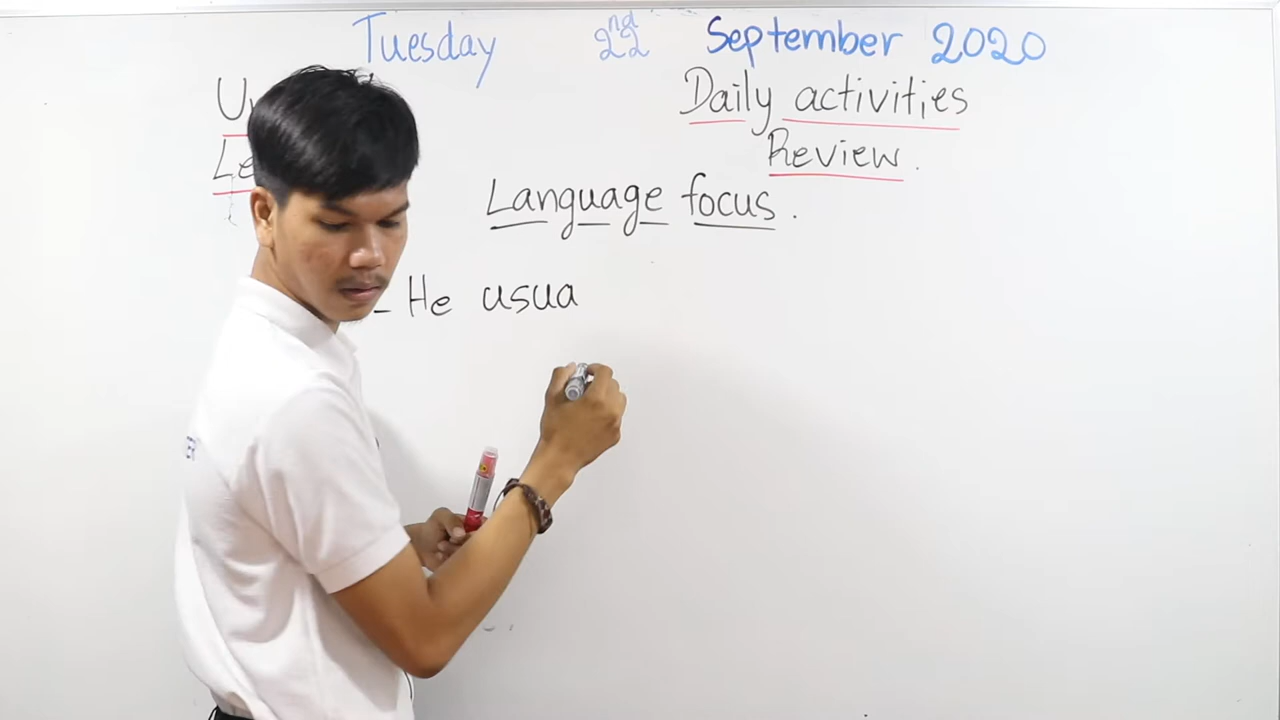 Tuesday 22nd September 2020
Daily activities
Review.
Language focus.
- He usua